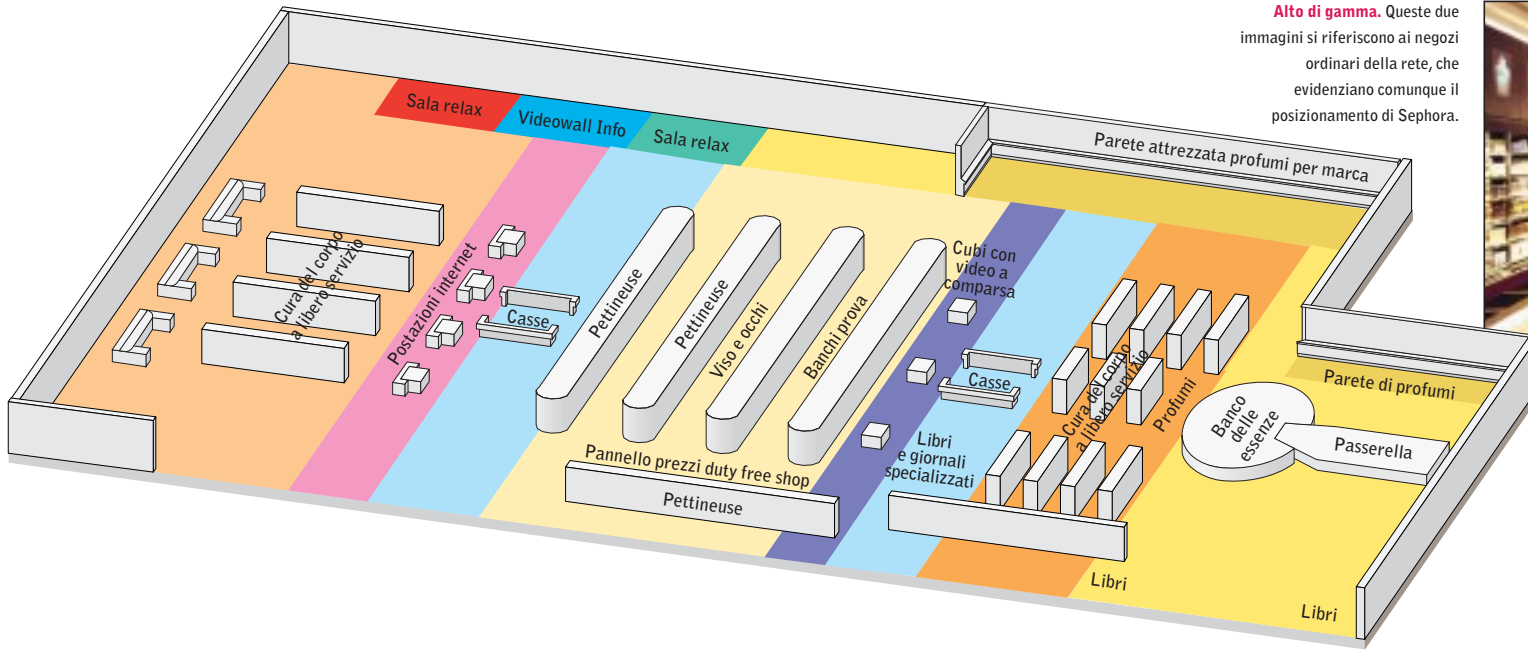 Alto di gamma. Queste due
immagini si riferiscono ai negozi
ordinari della rete, che
evidenziano comunque il
posizionamento di Sephora.
Sala relax
Videowall Info
Sala relax
Parete attrezzata profumi per marca
Cura del corpo
a libero servizio
Postazioni internet
Casse
Pettineuse
Pettineuse
Viso e occhi
Banchi prova
Cubi con
video a
comparsa
Casse
Libri
e giornali
specializzati
Cura del corpo
a libero servizio
Profumi
Parete di profumi
Banco
delle
essenze
Passerella
Pannello prezzi duty free shop
Pettineuse
Libri
Libri